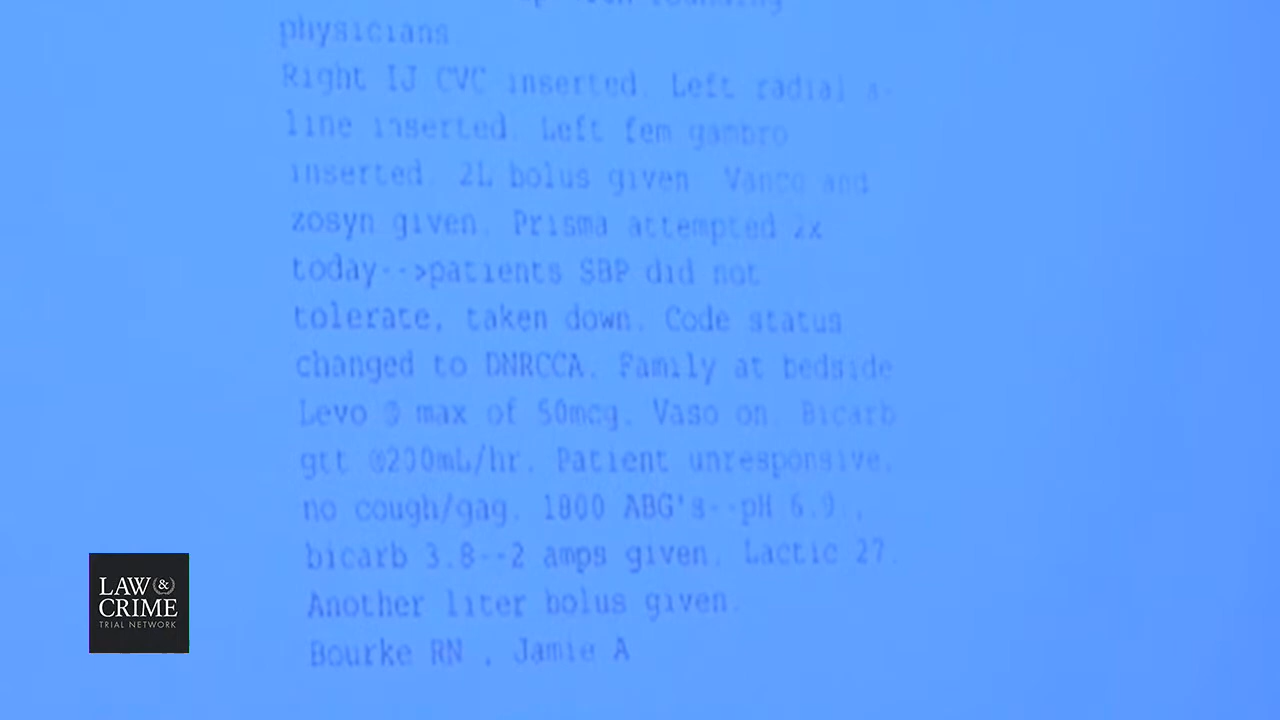 physicians.
Right IJ CVC inserted. Left radial a-
line inserted. Left fem gambro
inserted. 2L bolus given. Vanco and
zosyn given. Prisma attempted 2x
today-->patients SBP did not
tolerate, taken down. Code status
changed to DNRCCA. Family at bedside
Levo @ max of 50mcg. Vaso on. Bicarb
gtt @200mL/hr. Patient unresponsive,
no cough/gag. 1800 ABG's--pH 6.9.,
bicarb 3.8--2 amps given. Lactic 27.
Another liter bolus given.
Bourke RN , Jamie A
LAW &
CRIME
TRIAL NETWORK